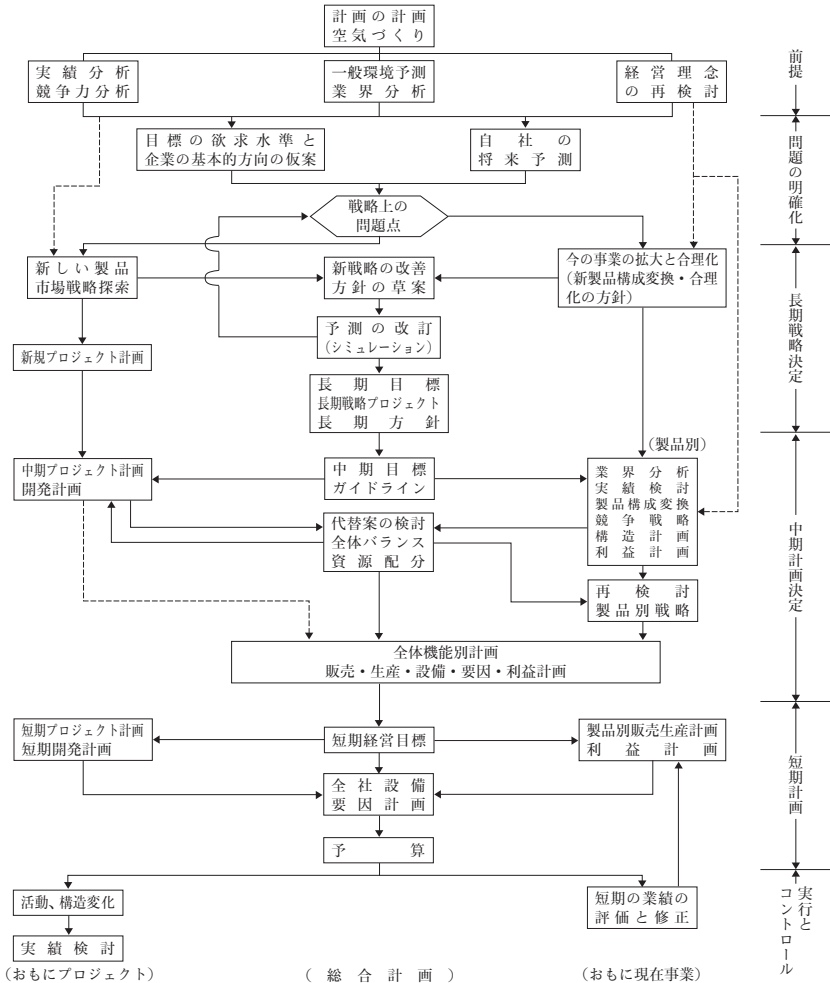 計画の計画
空気づくり
実績分析
競争力分析
一般環境予測
業界分析
経営理念
の再検討
前提
目標の欲求水準と
企業の基本的方向の仮案
自社の
将来予測
問題の明確化
戦略上の
問題点
新しい製品
市場戦略探索
新戦略の改善
方針の草案
今の事業の拡大と合理化
(新製品構成変換・合理
化の方針)
予測の改訂
(シミュレーション)
新規プロジェクト計画
長期戦略決定
長期目標
長期戦略プロジェクト
長期方針
(製品別)
中期プロジェクト計画
開発計画
中期目標
ガイドライン
業界分析
実績検討
製品構成変換
競争戦略
構造計画
利益計画
代替案の検討
全体バランス
資源配分
中期計画決定
再検討
製品別戦略
全体機能別計画
販売・生産・設備・要因・利益計画
短期プロジェクト計画
短期開発計画
短期経営目標
製品別販売生産計画
利益計画
短期計画
全社設備
要因計画
予算
活動、構造変化
短期の業績の
評価と修正
実行と
コントロール
実績検討
(おもにプロジェクト)
(総合計画)
(おもに現在事業)